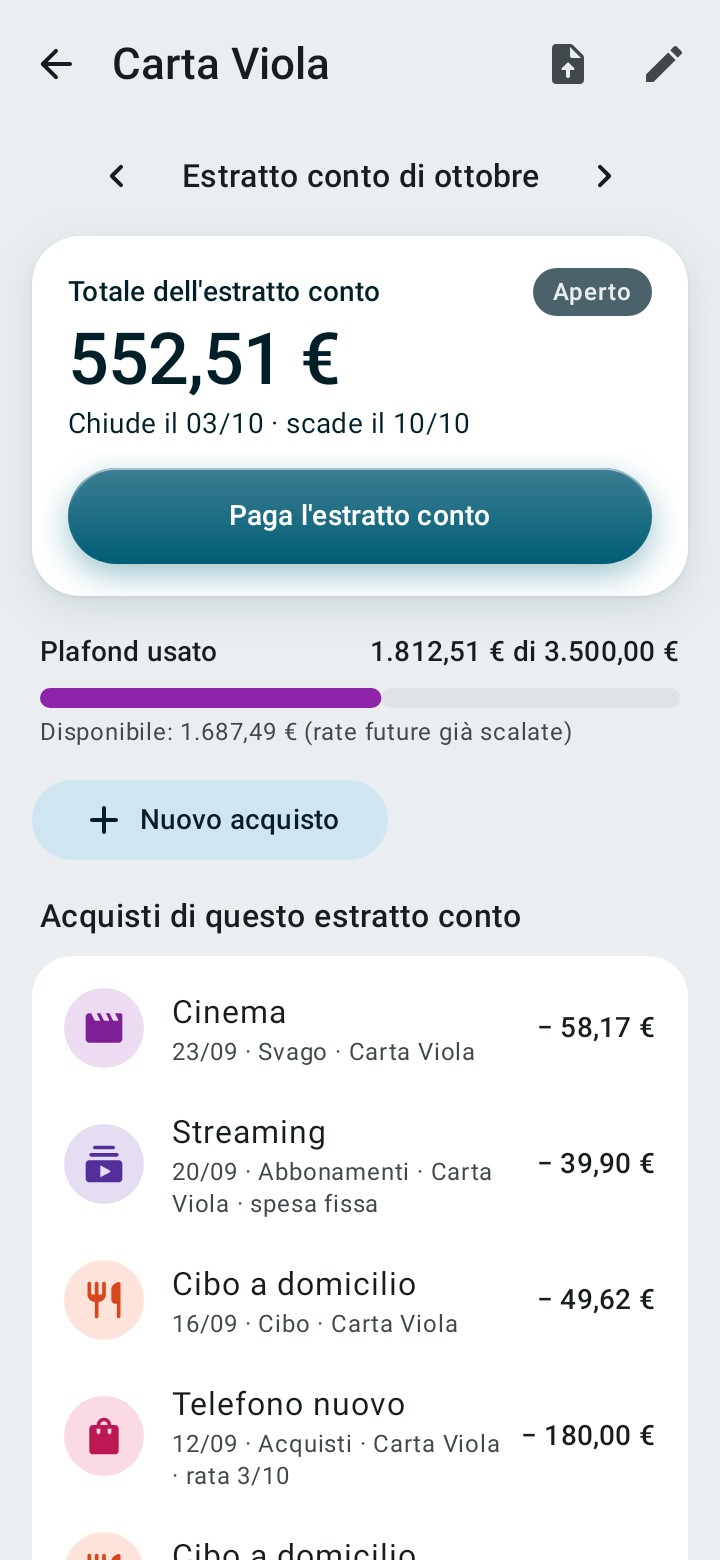 Carta Viola
Estratto conto di ottobre
Totale dell'estratto conto
Aperto
552,51 €
Chiude il 03/10 · scade il 10/10
Paga l'estratto conto
Plafond usato
1.812,51 € di 3.500,00 €
Disponibile: 1.687,49 € (rate future già scalate)
Nuovo acquisto
Acquisti di questo estratto conto
Cinema
23/09 · Svago · Carta Viola
− 58,17 €
Streaming
20/09 · Abbonamenti · Carta
Viola · spesa fissa
− 39,90 €
Cibo a domicilio
16/09 · Cibo · Carta Viola
− 49,62 €
Telefono nuovo
12/09 · Acquisti · Carta Viola
· rata 3/10
− 180,00 €
Cibo a domicilio